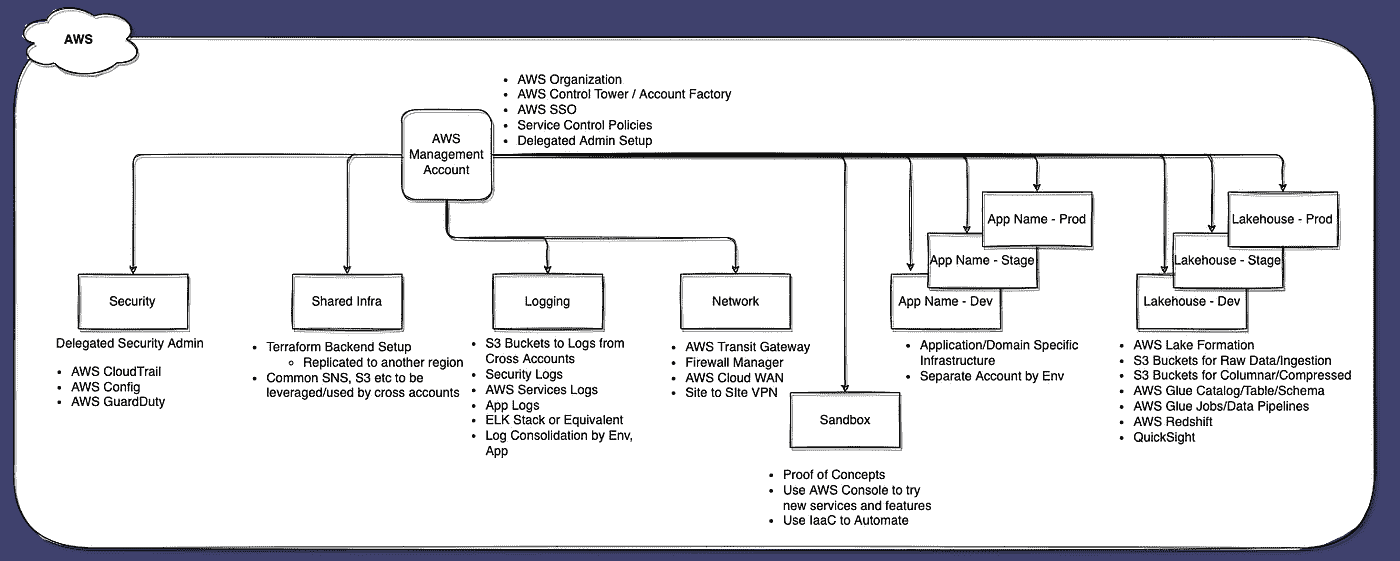 AWS
AWS Organization
AWS Control Tower / Account Factory
AWS SSO
Service Control Policies
Delegated Admin Setup
AWS
Management
Account
Security
Delegated Security Admin
AWS CloudTrail
AWS Config
AWS GuardDuty
Shared Infra
Terraform Backend Setup
Replicated to another region
Common SNS, S3 etc to be
leveraged/used by cross accounts
Logging
S3 Buckets to Logs from
Cross Accounts
Security Logs
AWS Services Logs
App Logs
ELK Stack or Equivalent
Log Consolidation by Env,
App
Network
AWS Transit Gateway
Firewall Manager
AWS Cloud WAN
Site to SIte VPN
Sandbox
Proof of Concepts
Use AWS Console to try
new services and features
Use IaaC to Automate
App Name - Prod
App Name - Stage
App Name - Dev
Application/Domain Specific
Infrastructure
Separate Account by Env
Lakehouse - Prod
Lakehouse - Stage
Lakehouse - Dev
AWS Lake Formation
S3 Buckets for Raw Data/Ingestion
S3 Buckets for Columnar/Compressed
AWS Glue Catalog/Table/Schema
AWS Glue Jobs/Data Pipelines
AWS Redshift
QuickSight